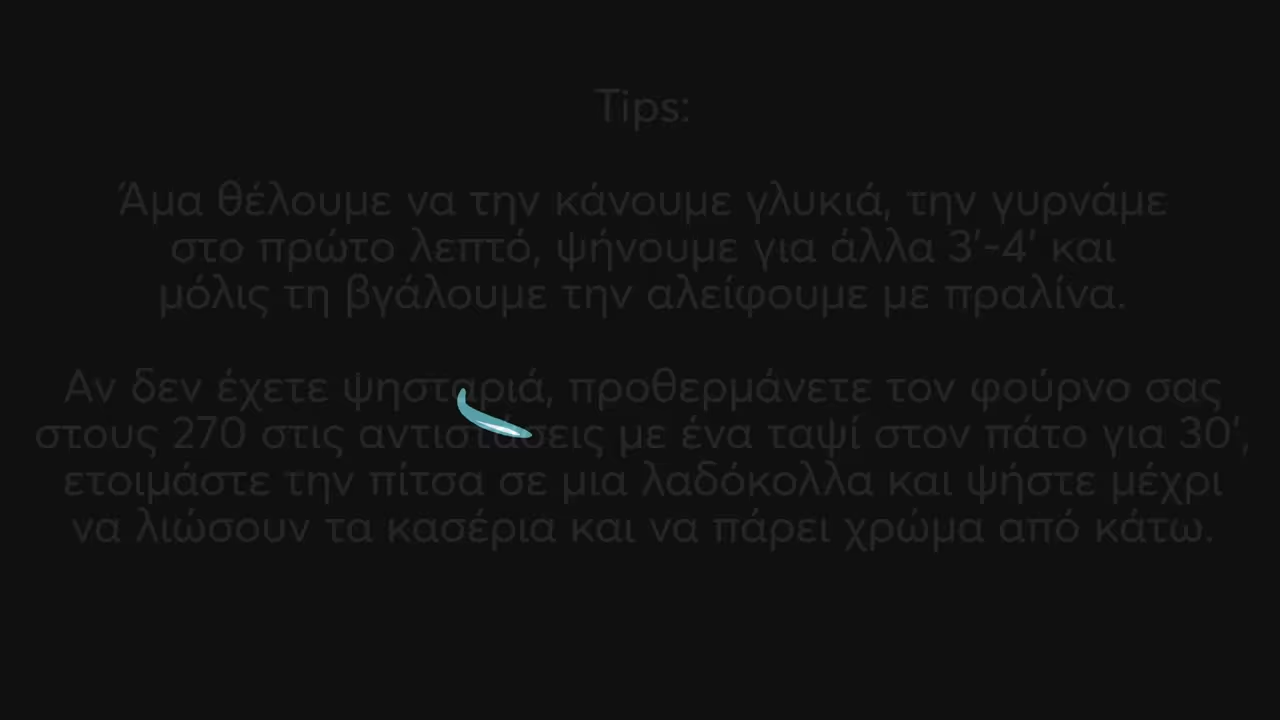 Tips:
Άμα θέλουμε να την κάνουμε γλυκιά, την γυρνάμε
στο πρώτο λεπτό, ψήνουμε για άλλα 3'-4' και
μόλις τη βγάλουμε την αλείφουμε με πραλίνα.
Αν δεν έχετε ψησταριά, προθερμάνετε τον φούρνο σας
στους 270 στις αντιστάσεις με ένα ταψί στον πάτο για 30',
ετοιμάστε την πίτσα σε μια λαδόκολλα και ψήστε μέχρι
να λιώσουν τα κασέρια και να πάρει χρώμα από κάτω.